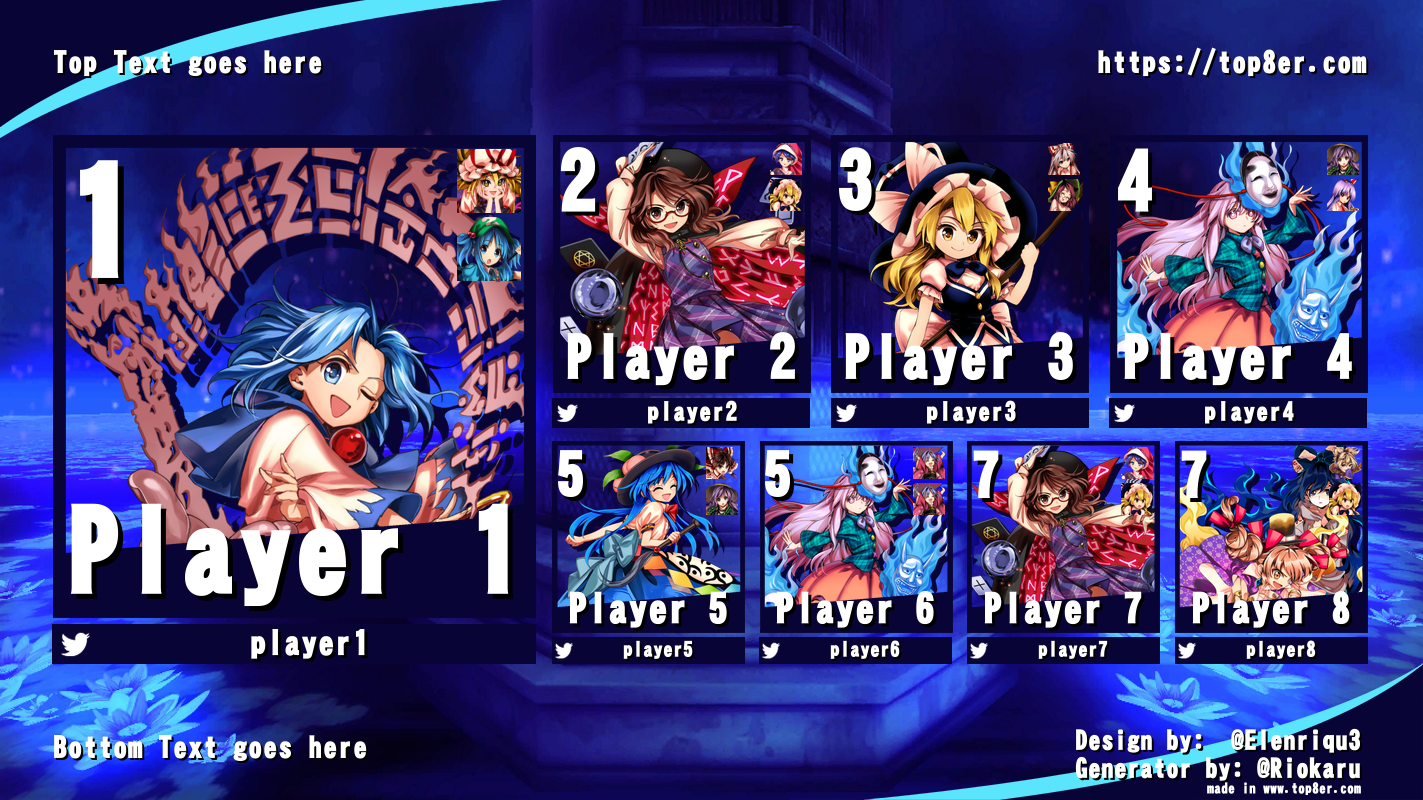 Top Text goes here
https://top8er.com
1
Player 1
player1
2
Player 2
player2
3
Player 3
player3
4
Player 4
player4
5
Player 5
player5
5
Player 6
player6
7
Player 7
player7
7
Player 8
player8
Bottom Text goes here
Design by: @Elenriqu3
Generator by: @Riokaru
made in www.top8er.com